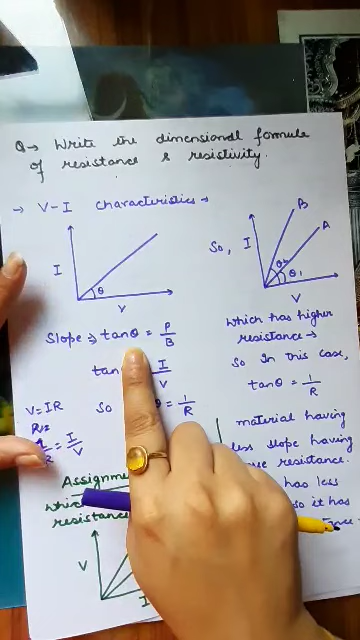 Q→ Write the dimensional formula
of resistance & resistivity.
→ V-I characteristics →
I
θ
V
So, I
B
A
θ2
θ1
V
Slope ⇒ tanθ = P/B
tan I/V
V=IR So = 1/R
= I/V
which has higher
resistance →
So In this case,
tanθ = 1/R
material having
less slope having
resistance.
has less
so it has
Assignme
which
resistance
V
I